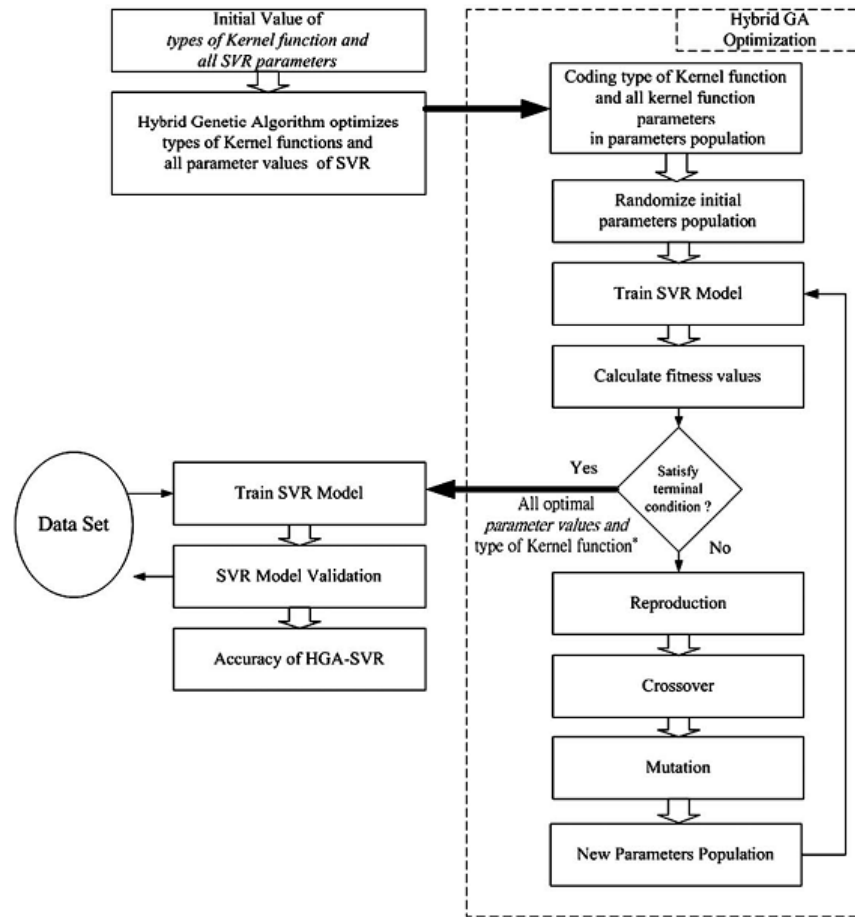 Initial Value of
types of Kernel function and
all SVR parameters
Hybrid Genetic Algorithm optimizes
types of Kernel functions and
all parameter values of SVR
Hybrid GA
Optimization
Coding type of Kernel function
and all kernel function
parameters
in parameters population
Randomize initial
parameters population
Train SVR Model
Calculate fitness values
Satisfy
terminal
condition ?
Yes
All optimal
parameter values and
type of Kernel function*
No
Data Set
Train SVR Model
SVR Model Validation
Accuracy of HGA-SVR
Reproduction
Crossover
Mutation
New Parameters Population